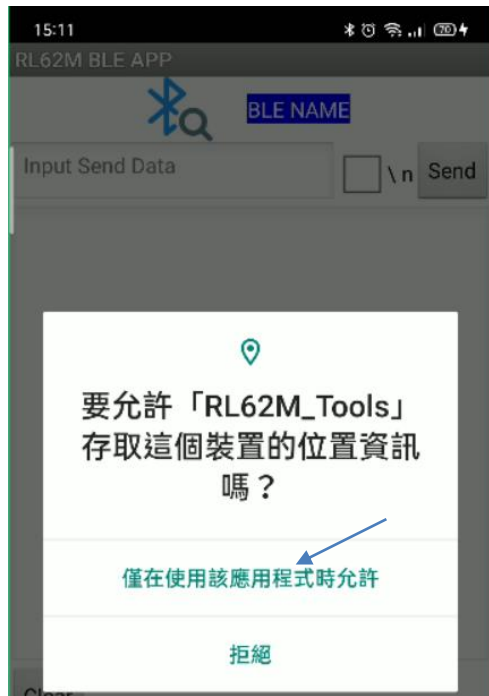 15:11
70
RL62M BLE APP
BLE NAME
Input Send Data
\ n
Send
要允許「RL62M_Tools」
存取這個裝置的位置資訊
嗎？
僅在使用該應用程式時允許
拒絕
Clear